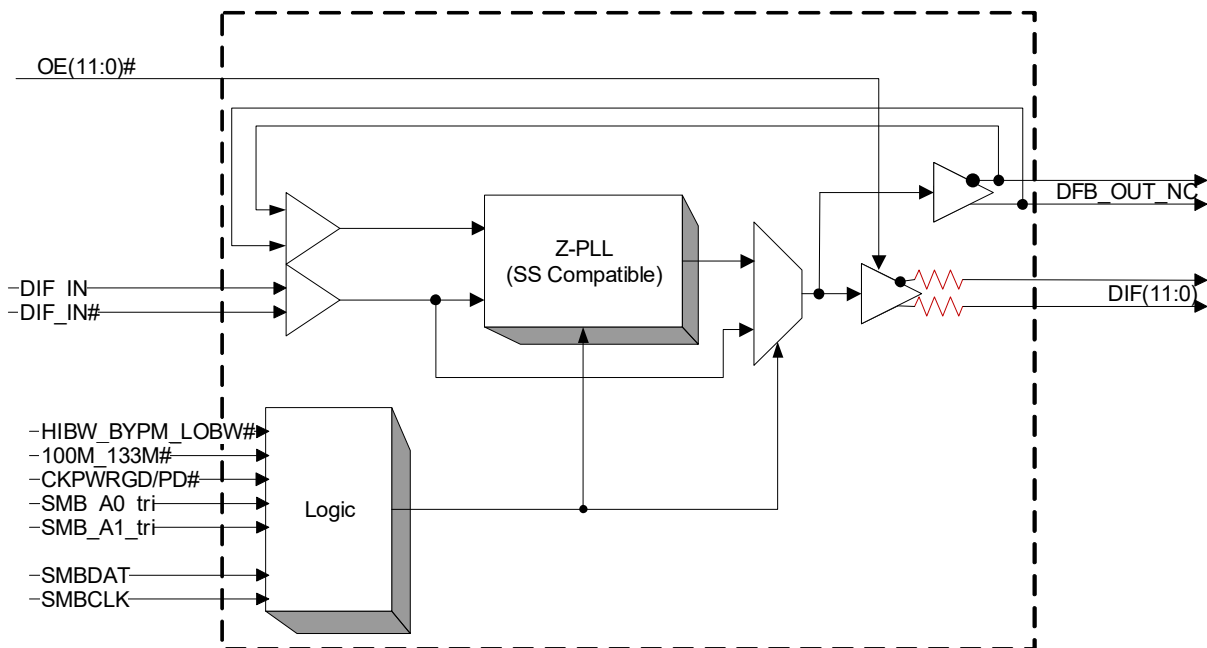 OE(11:0)#
DFB_OUT_NC
Z-PLL
(SS Compatible)
DIF_IN
DIF_IN#
DIF(11:0)
HIBW_BYPM_LOBW#
100M_133M#
CKPWRGD/PD#
SMB_A0_tri
SMB_A1_tri
Logic
SMBDAT
SMBCLK